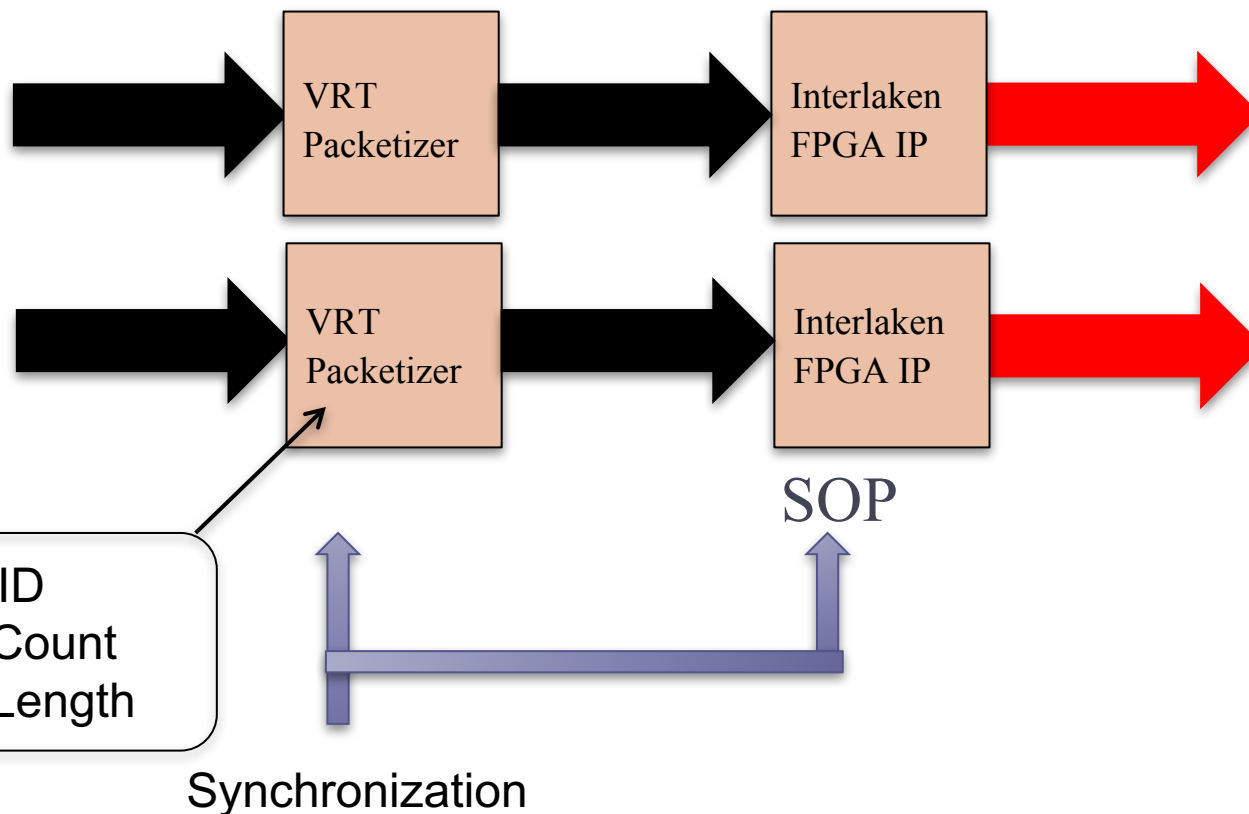 VRT
Packetizer
Interlaken
FPGA IP
VRT
Packetizer
Interlaken
FPGA IP
SOP
ID
Count
Length
Synchronization